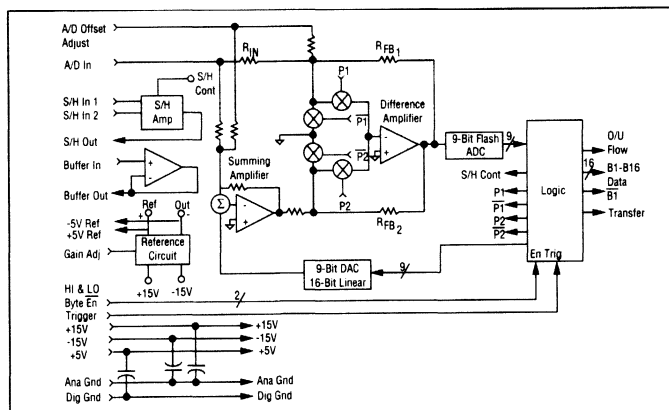 A/D Offset
Adjust
A/D In
R IN
R FB1
S/H
Cont
S/H In 1
S/H In 2
S/H
Amp
S/H Out
P1
P1
P2
P2
Difference
Amplifier
9-Bit Flash
ADC
9
Logic
O/U
Flow
16
B1-B16
Data
B1
Transfer
S/H Cont
P1
P1
P2
P2
En Trig
Buffer In
Buffer Out
Summing
Amplifier
Σ
R FB2
Ref
Out
-5V Ref
+5V Ref
Gain Adj
Reference
Circuit
+15V
-15V
9-Bit DAC
16-Bit Linear
9
HI & LO
Byte En
2
Trigger
+15V
+15V
-15V
-15V
+5V
+5V
Ana Gnd
Ana Gnd
Dig Gnd
Dig Gnd